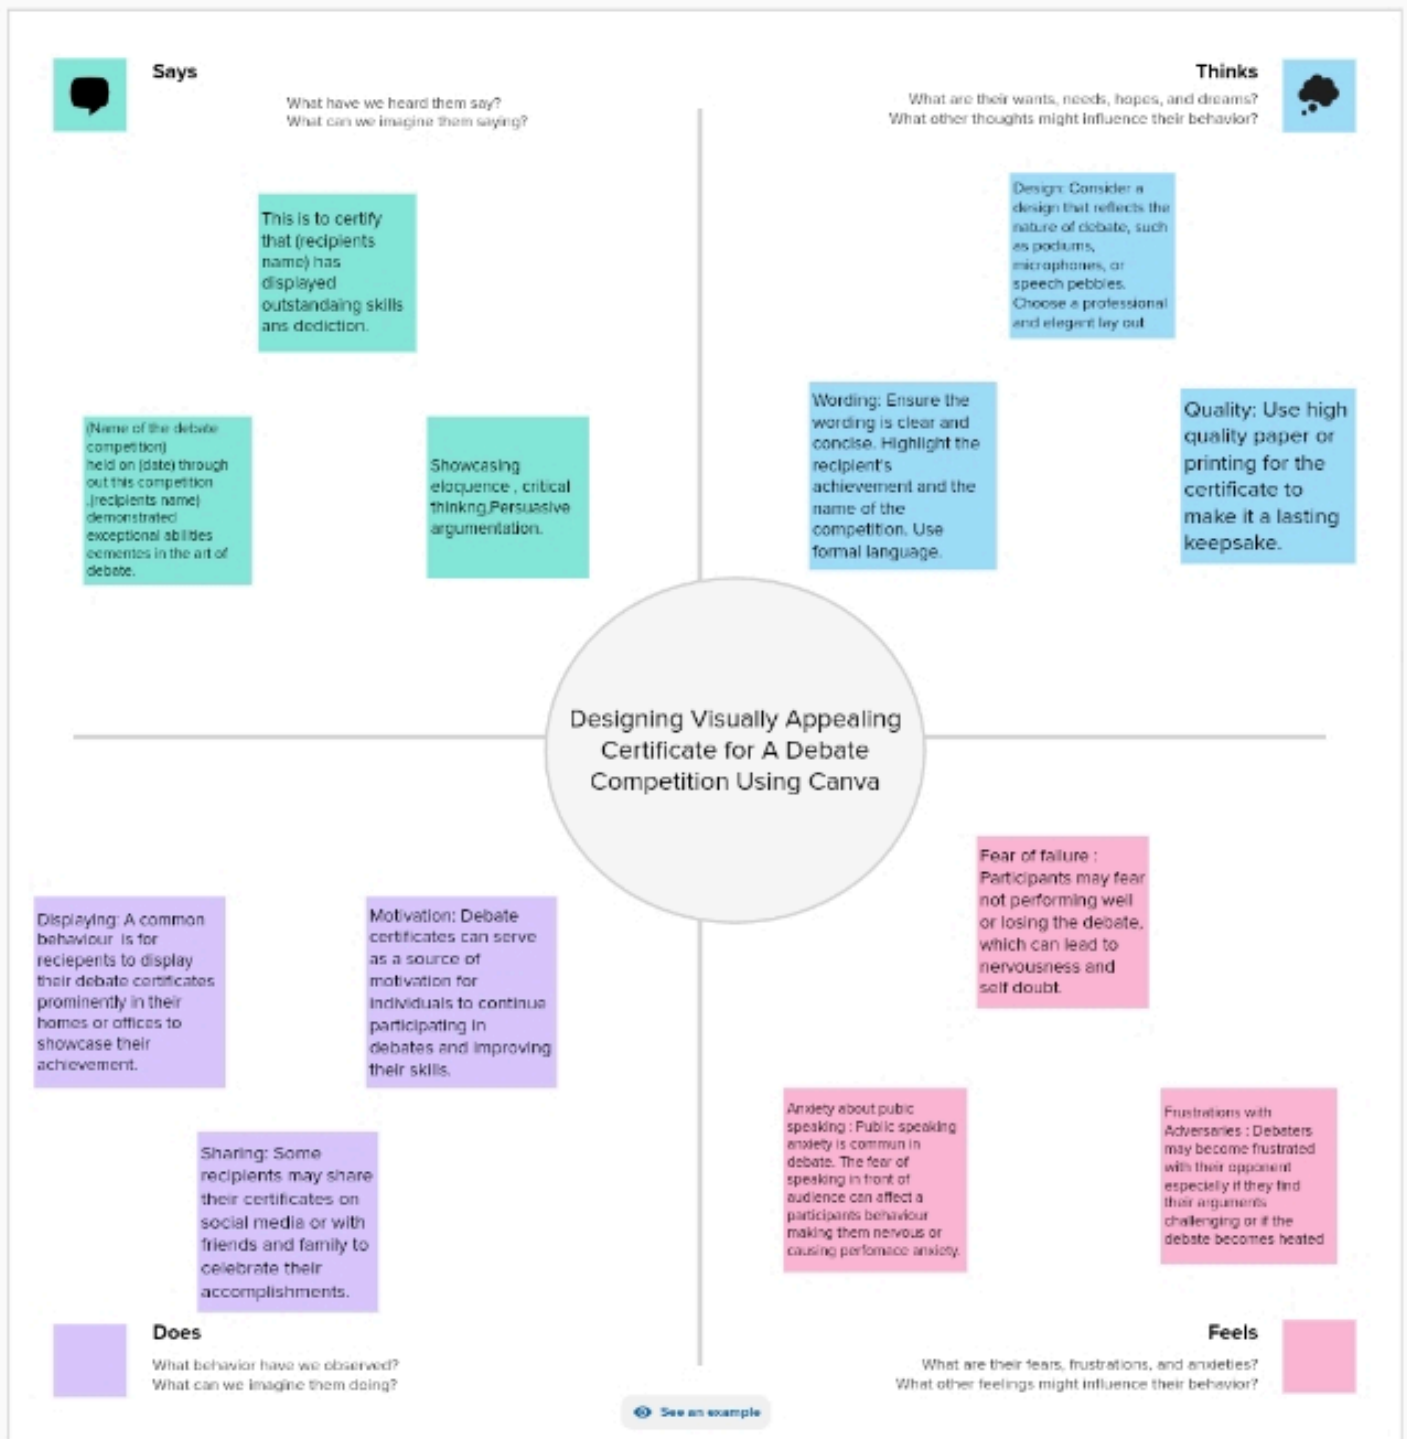 Says
What have we heard them say?
What can we imagine them saying?
This is to certify
that (recipients
name) has
displayed
outstandaing skills
ans dediction.
(Name of the debate
competition)
held on (date) through
out this competition
.(recipients name)
demonstrated
exceptional abilities
eementes in the art of
debate.
Showcasing
eloquence , critical
thinkng,Persuasive
argumentation.
Thinks
What are their wants, needs, hopes, and dreams?
What other thoughts might influence their behavior?
Design: Consider a
design that reflects the
nature of debate, such
as podiums,
microphones, or
speech pebbles.
Choose a professional
and elegant lay out
Wording: Ensure the
wording is clear and
concise. Highlight the
recipient's
achievement and the
name of the
competition. Use
formal language.
Quality: Use high
quality paper or
printing for the
certificate to
make it a lasting
keepsake.
Designing Visually Appealing
Certificate for A Debate
Competition Using Canva
Displaying: A common
behaviour is for
reciepents to display
their debate certificates
prominently in their
homes or offices to
showcase their
achievement.
Motivation: Debate
certificates can serve
as a source of
motivation for
individuals to continue
participating in
debates and improving
their skills.
Sharing: Some
recipients may share
their certificates on
social media or with
friends and family to
celebrate their
accomplishments.
Does
What behavior have we observed?
What can we imagine them doing?
Fear of failure :
Participants may fear
not performing well
or losing the debate,
which can lead to
nervousness and
self doubt.
Anxiety about pubic
speaking : Public speaking
anxiety is commun in
debate. The fear of
speaking in front of
audience can affect a
participants behaviour
making them nervous or
causing perfomace anxiety.
Frustrations with
Adversaries : Debaters
may become frustrated
with their opponent
especially if they find
their arguments
challenging or if the
debate becomes heated
Feels
What are their fears, frustrations, and anxieties?
What other feelings might influence their behavior?
See an example